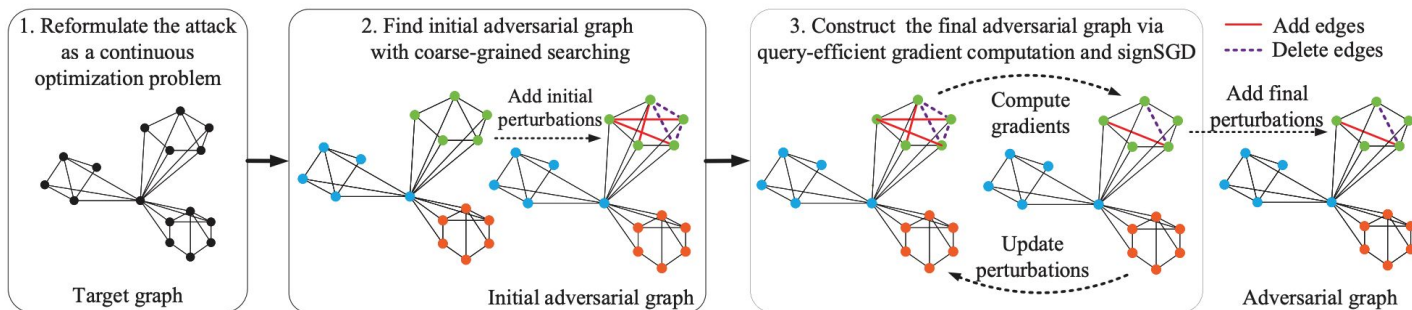 1. Reformulate the attack
as a continuous
optimization problem
Target graph
2. Find initial adversarial graph
with coarse-grained searching
Add initial
perturbations
Initial adversarial graph
3. Construct the final adversarial graph via
query-efficient gradient computation and signSGD
Compute
gradients
Update
perturbations
Add edges
Delete edges
Add final
perturbations
Adversarial graph